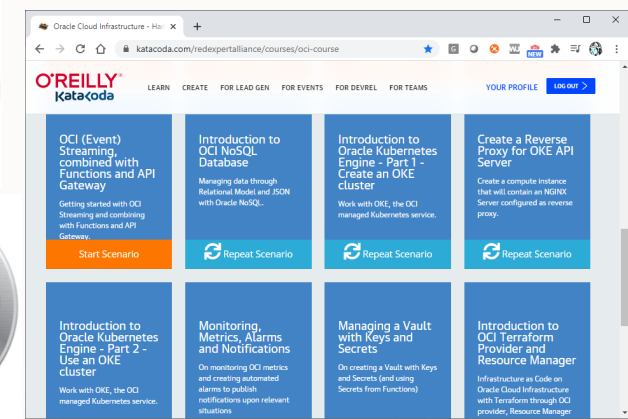 Oracle Cloud Infrastructure - Ha
katacoda.com/redexpertalliance/courses/oci-course
NEW
O'REILLY®
Katacoda
LEARN CREATE FOR LEAD GEN FOR EVENTS FOR DEVREL FOR TEAMS
YOUR PROFILE
LOG OUT
OCI (Event)
Streaming,
combined with
Functions and API
Gateway
Getting started with OCI
Streaming and combining
with Functions and API
Gateway.
Start Scenario
Introduction to
OCI NoSQL
Database
Managing data through
Relational Model and JSON
with Oracle NoSQL.
Repeat Scenario
Introduction to
Oracle Kubernetes
Engine - Part 1 -
Create an OKE
cluster
Work with OKE, the OCI
managed Kubernetes service.
Repeat Scenario
Create a Reverse
Proxy for OKE API
Server
Create a compute instance
that will contain an NGINX
Server configured as reverse
proxy.
Repeat Scenario
Introduction to
Oracle Kubernetes
Engine - Part 2 -
Use an OKE
cluster
Work with OKE, the OCI
managed Kubernetes service.
Monitoring,
Metrics, Alarms
and Notifications
On monitoring OCI metrics
and creating automated
alarms to publish
notifications upon relevant
situations
Managing a Vault
with Keys and
Secrets
On creating a Vault with Keys
and Secrets (and using
Secrets from Functions)
Introduction to
OCI Terraform
Provider and
Resource Manager
Infrastructure as Code on
Oracle Cloud Infrastructure
with Terraform through OCI
provider, Resource Manager